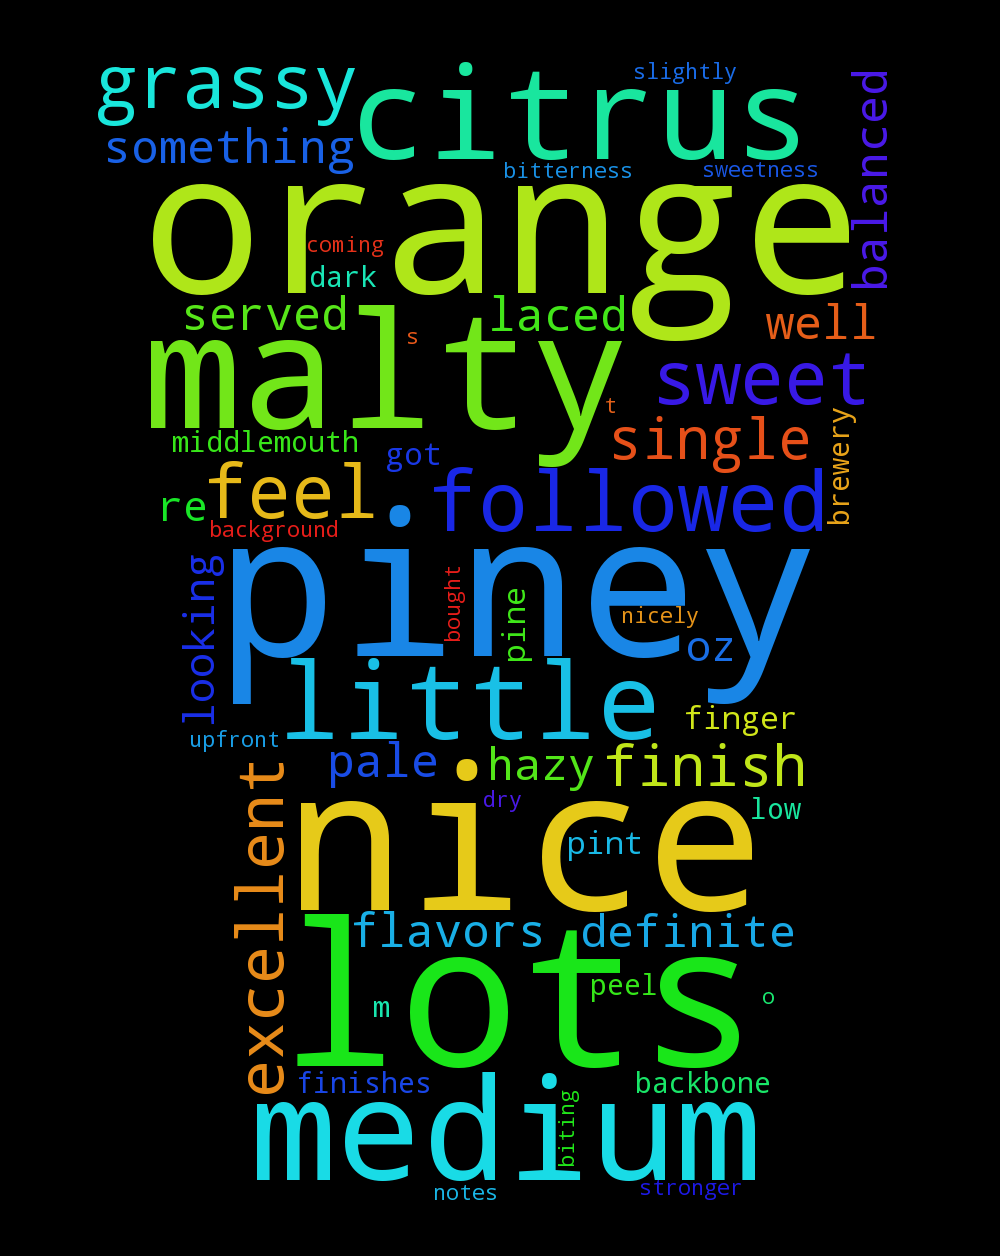 slightly
grassy
citrus
balanced
something
bitterness
sweetness
orange
coming
dark
served
laced
well
malty
s
sweet
t
single
brewery
middlemouth
got
feel
followed
re
background
piney
looking
bought
pine
nicely
oz
little
finger
upfront
pale
hazy
finish
excellent
nice
dry
low
pint
flavors
definite
lots
peel
m
o
finishes
backbone
medium
biting
notes
stronger